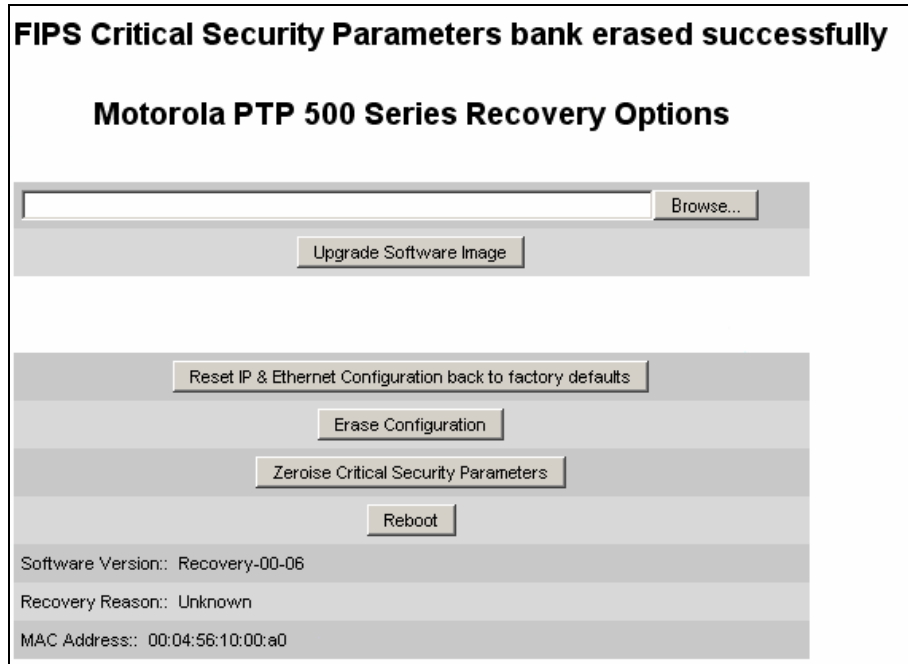 FIPS Critical Security Parameters bank erased successfully
Motorola PTP 500 Series Recovery Options
Browse...
Upgrade Software Image
Reset IP & Ethernet Configuration back to factory defaults
Erase Configuration
Zeroise Critical Security Parameters
Reboot
Software Version:: Recovery-00-06
Recovery Reason:: Unknown
MAC Address:: 00:04:56:10:00:a0